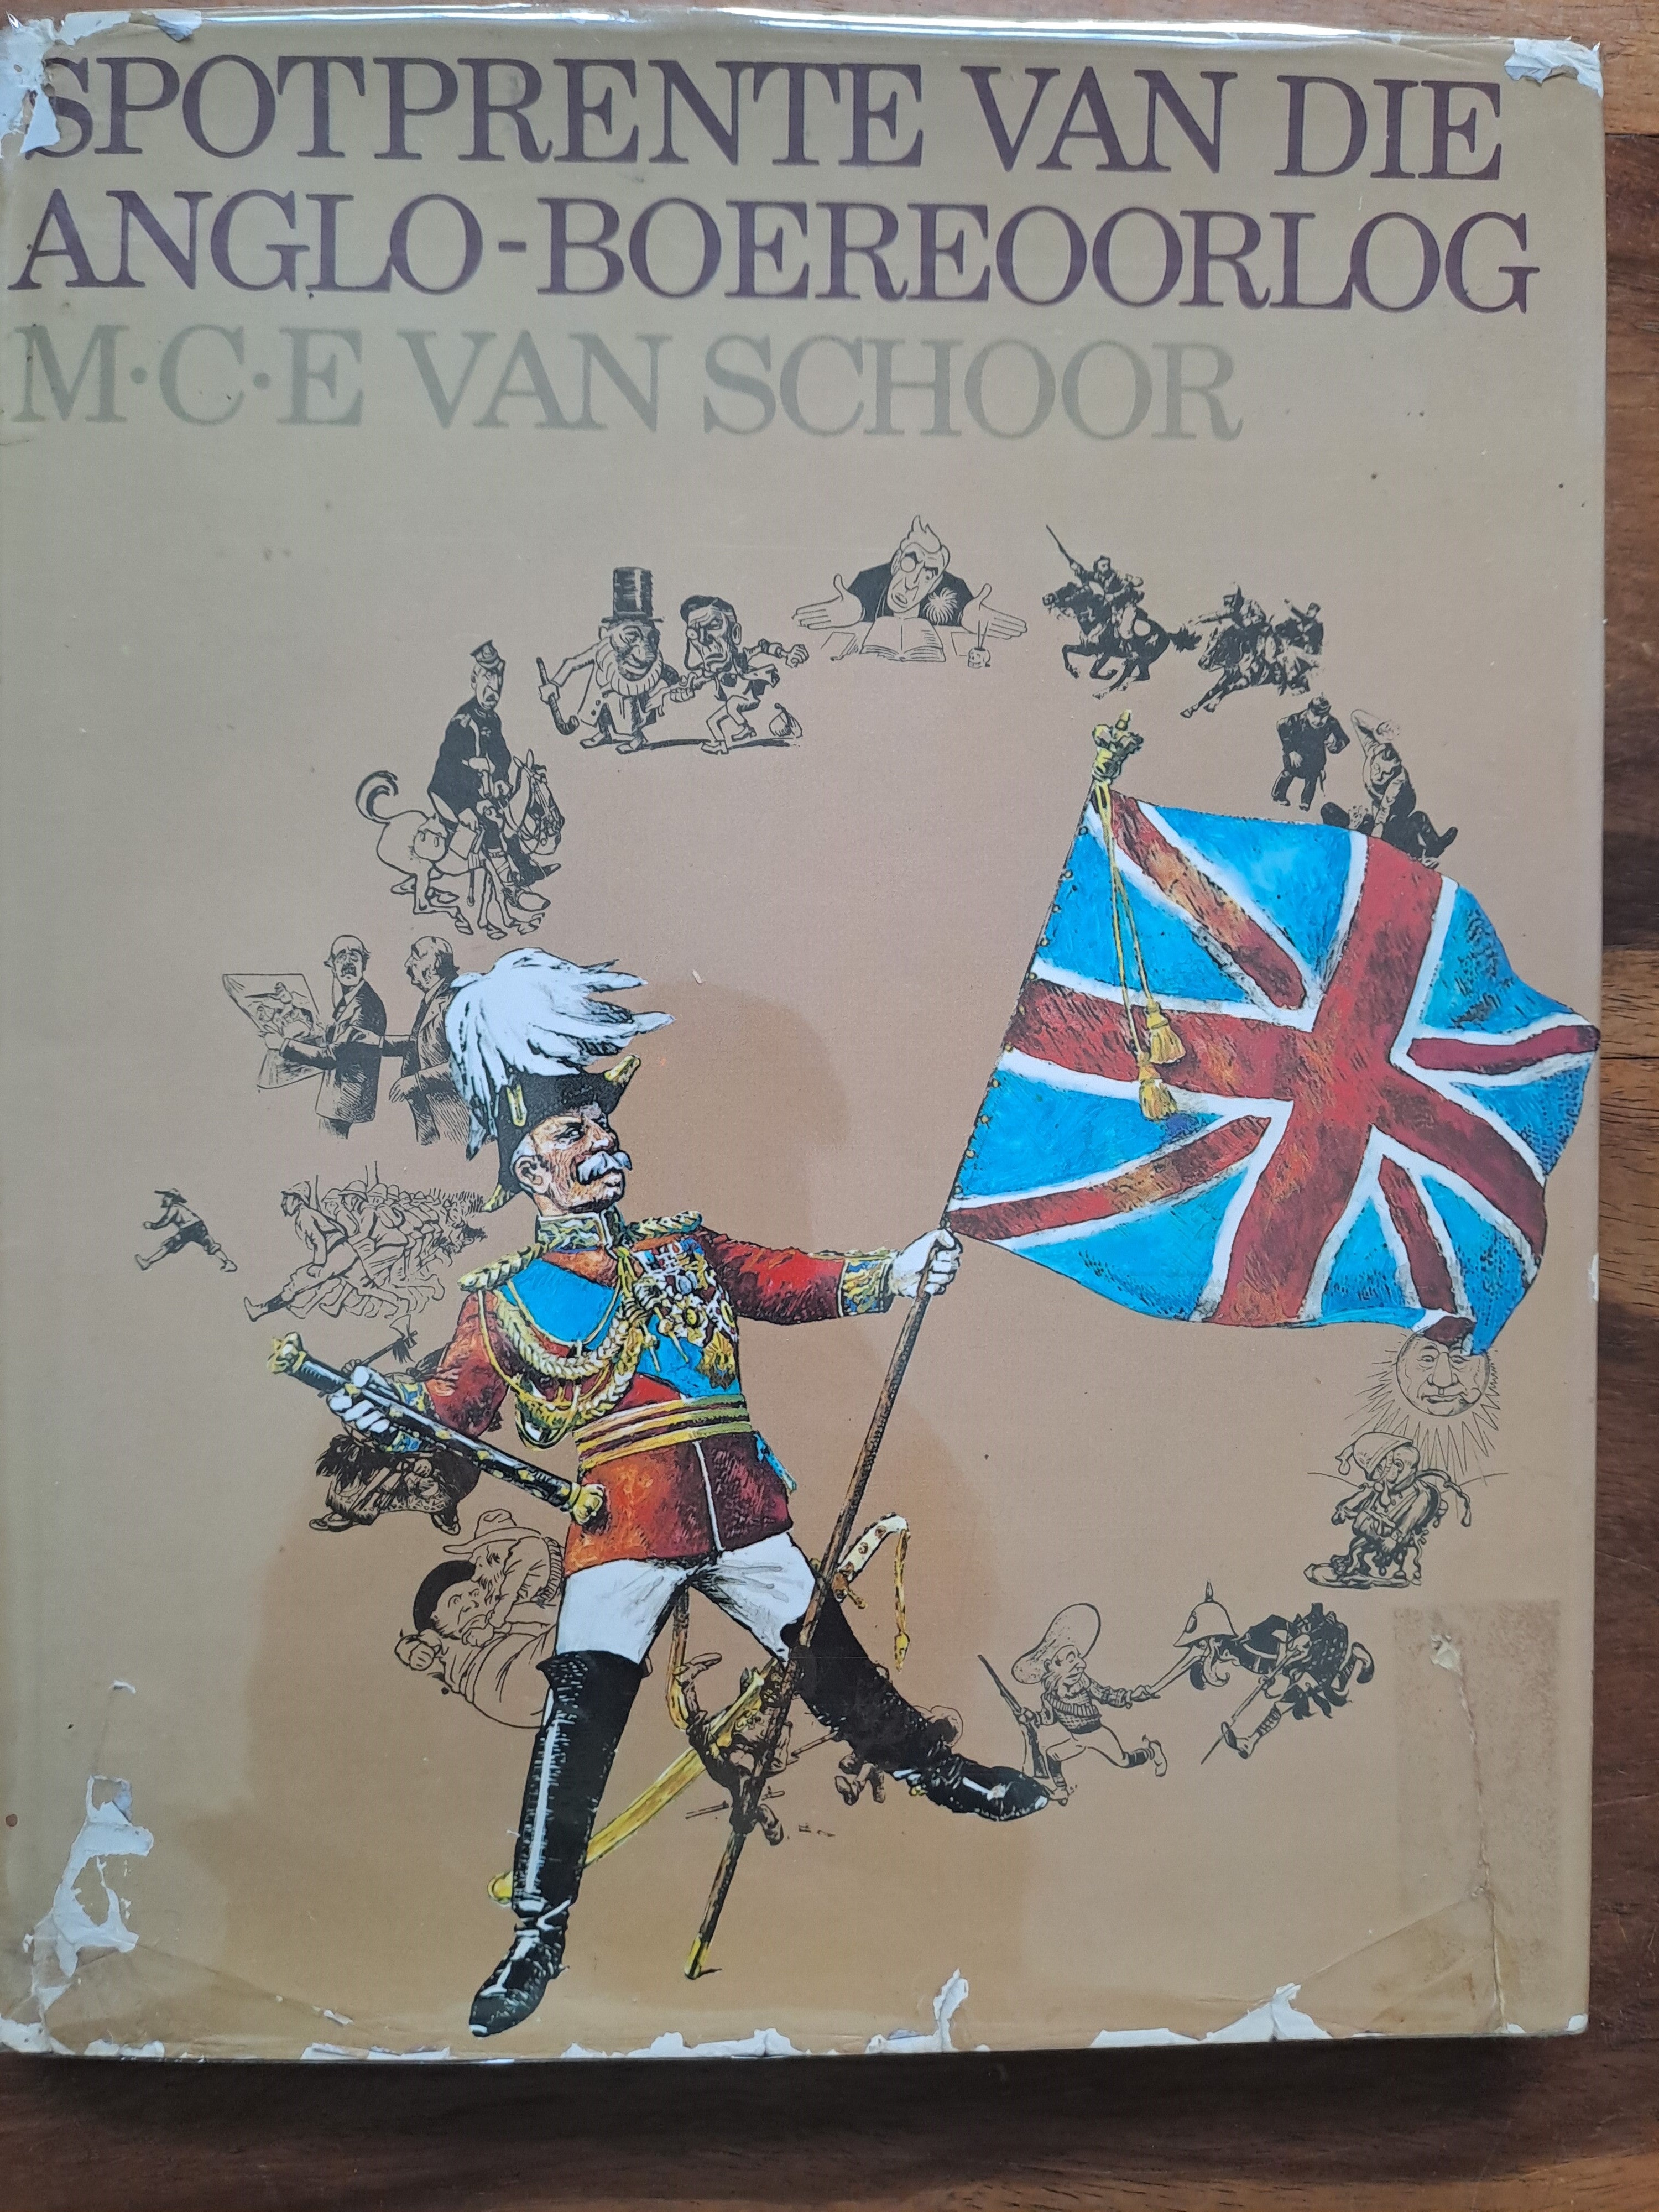 SPOTPRENTE VAN DIE
ANGLO-BOEREOORLOG
M·C·E VAN SCHOOR